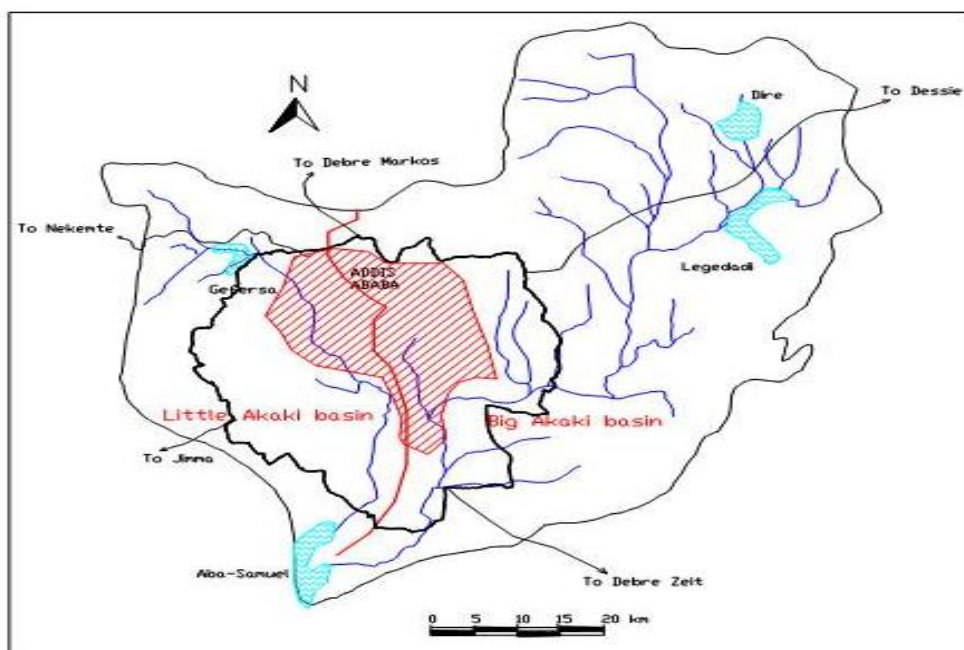 N
Dire
To Dessie
To Debre Markos
To Nekemte
ADDIS
ABABA
Gefersa
Legedadi
Little Akaki basin
Big Akaki basin
To Jimma
Aba-Samuel
To Debre Zeit
0 5 10 15 20 km